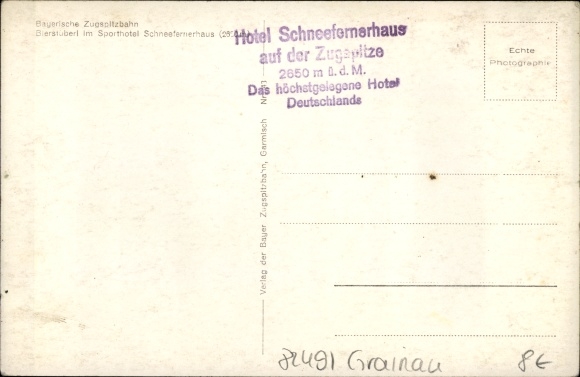 Bayerische Zugspitzbahn
Bierstüberl im Sporthotel Schneefernerhaus
Hotel Schneefernerhaus
auf der Zugspitze
2650 m ü. d. M.
Das höchstgelegene Hotel
Deutschlands
Echte
Photographie
Verlag der Bayer Zugspitzbahn, Garmisch
82491 Grainau 8€